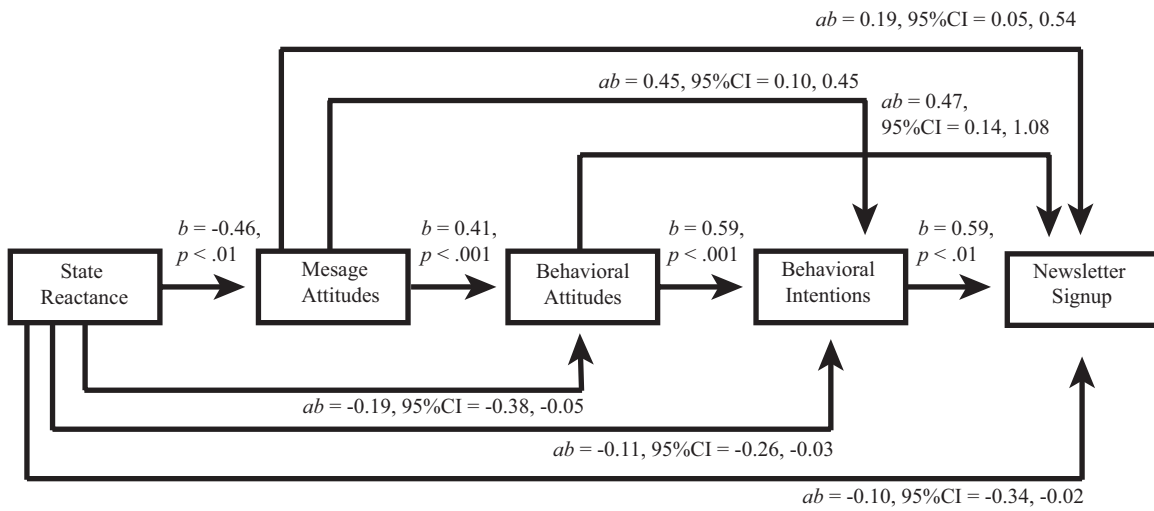 ab = 0.19, 95%CI = 0.05, 0.54
ab = 0.45, 95%CI = 0.10, 0.45
ab = 0.47,
95%CI = 0.14, 1.08
b = -0.46,
p < .01
b = 0.41,
p < .001
b = 0.59,
p < .001
b = 0.59,
p < .01
State
Reactance
Mesage
Attitudes
Behavioral
Attitudes
Behavioral
Intentions
Newsletter
Signup
ab = -0.19, 95%CI = -0.38, -0.05
ab = -0.11, 95%CI = -0.26, -0.03
ab = -0.10, 95%CI = -0.34, -0.02